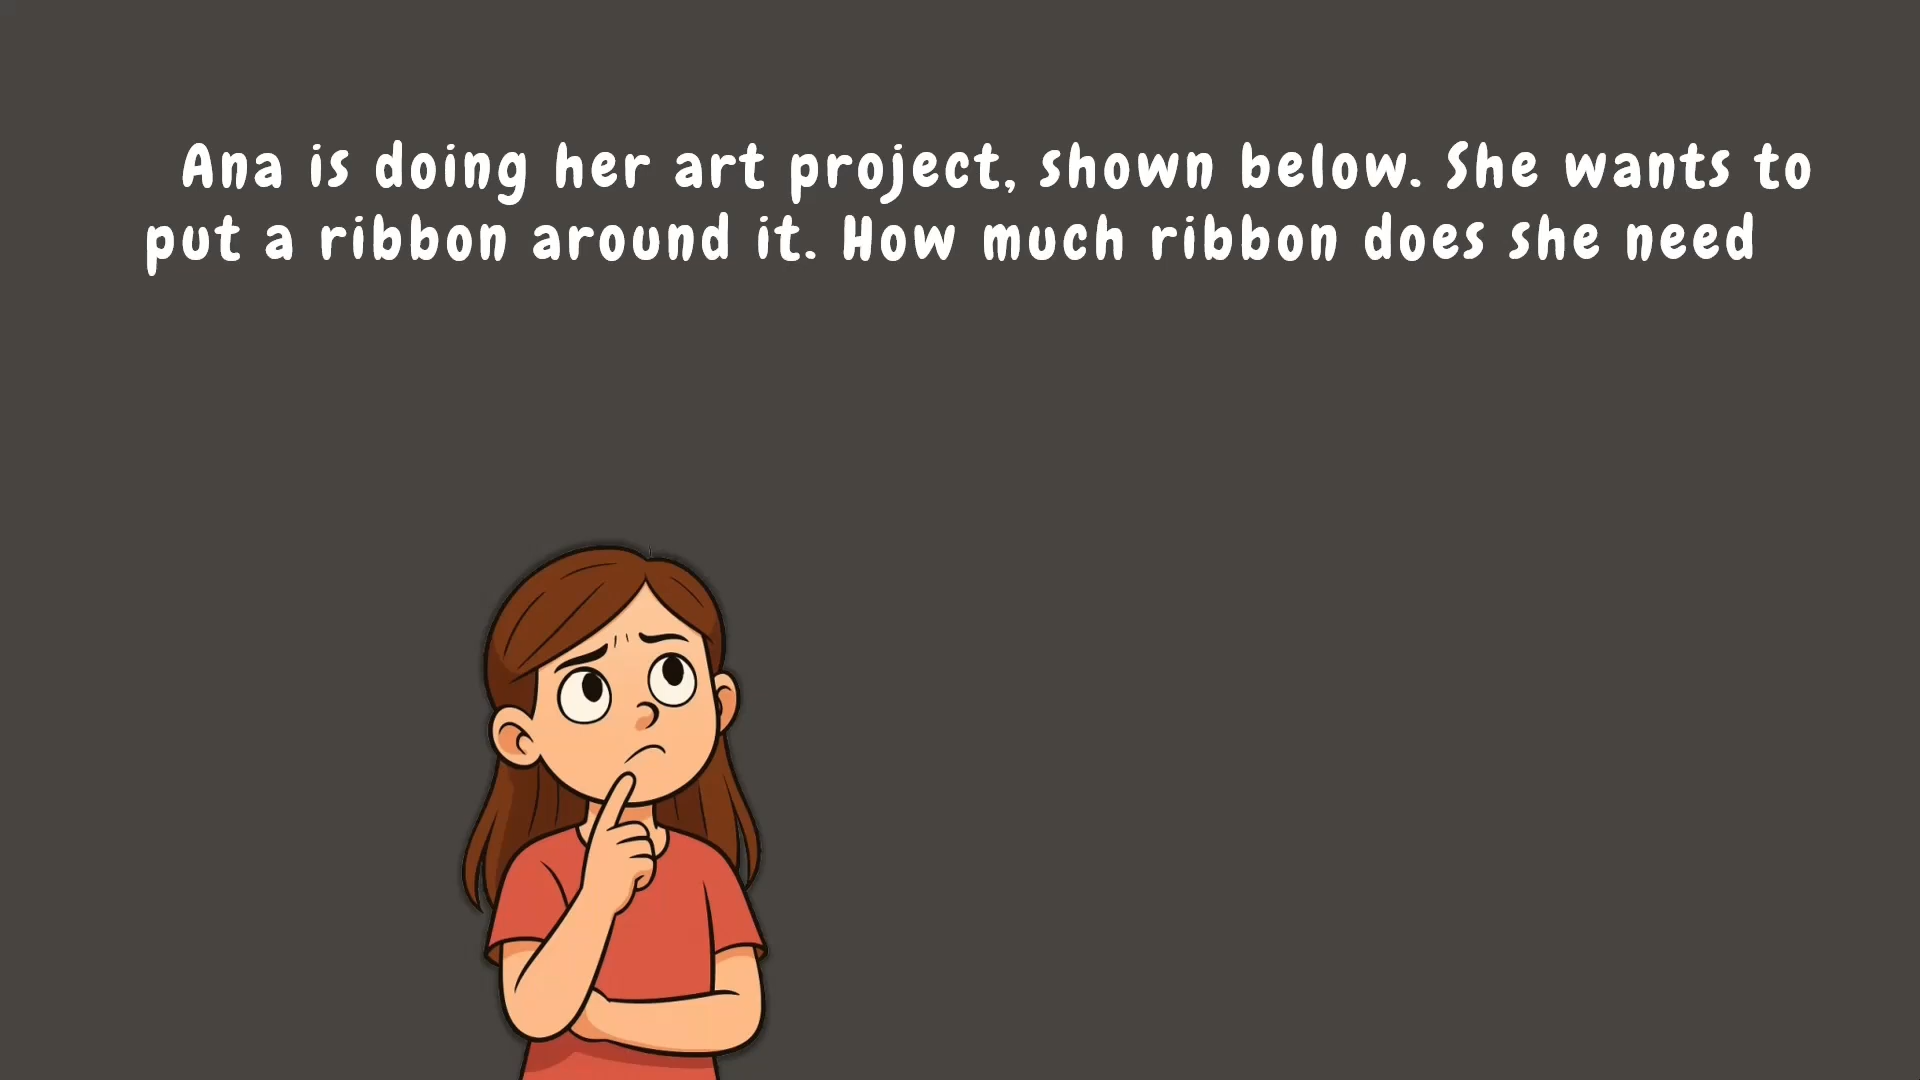 Ana is doing her art project, shown below. She wants to
put a ribbon around it. How much ribbon does she need